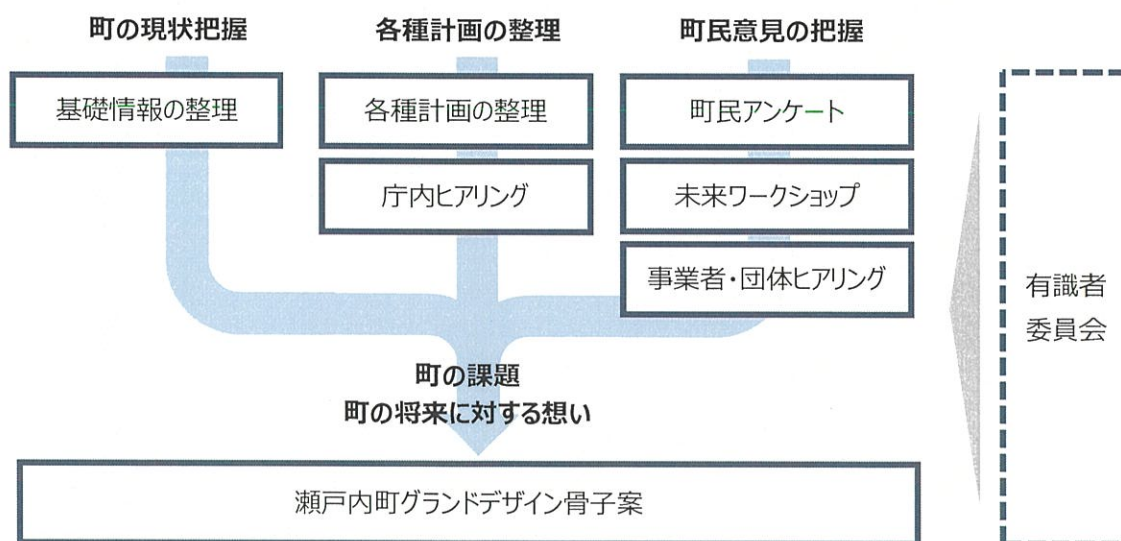 町の現状把握
各種計画の整理
町民意見の把握
基礎情報の整理
各種計画の整理
町民アンケート
庁内ヒアリング
未来ワークショップ
事業者・団体ヒアリング
有識者
委員会
町の課題
町の将来に対する想い
瀬戸内町グランドデザイン骨子案